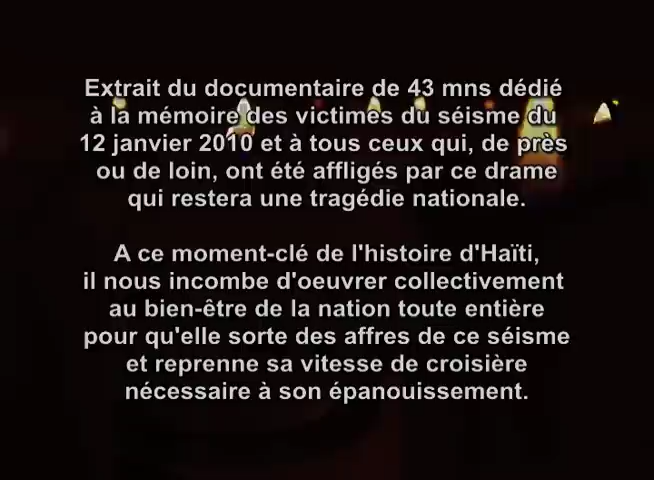 Extrait du documentaire de 43 mns dédié
à la mémoire des victimes du séisme du
12 janvier 2010 et à tous ceux qui, de près
ou de loin, ont été affligés par ce drame
qui restera une tragédie nationale.
A ce moment-clé de l'histoire d'Haïti,
il nous incombe d'oeuvrer collectivement
au bien-être de la nation toute entière
pour qu'elle sorte des affres de ce séisme
et reprenne sa vitesse de croisière
nécessaire à son épanouissement.